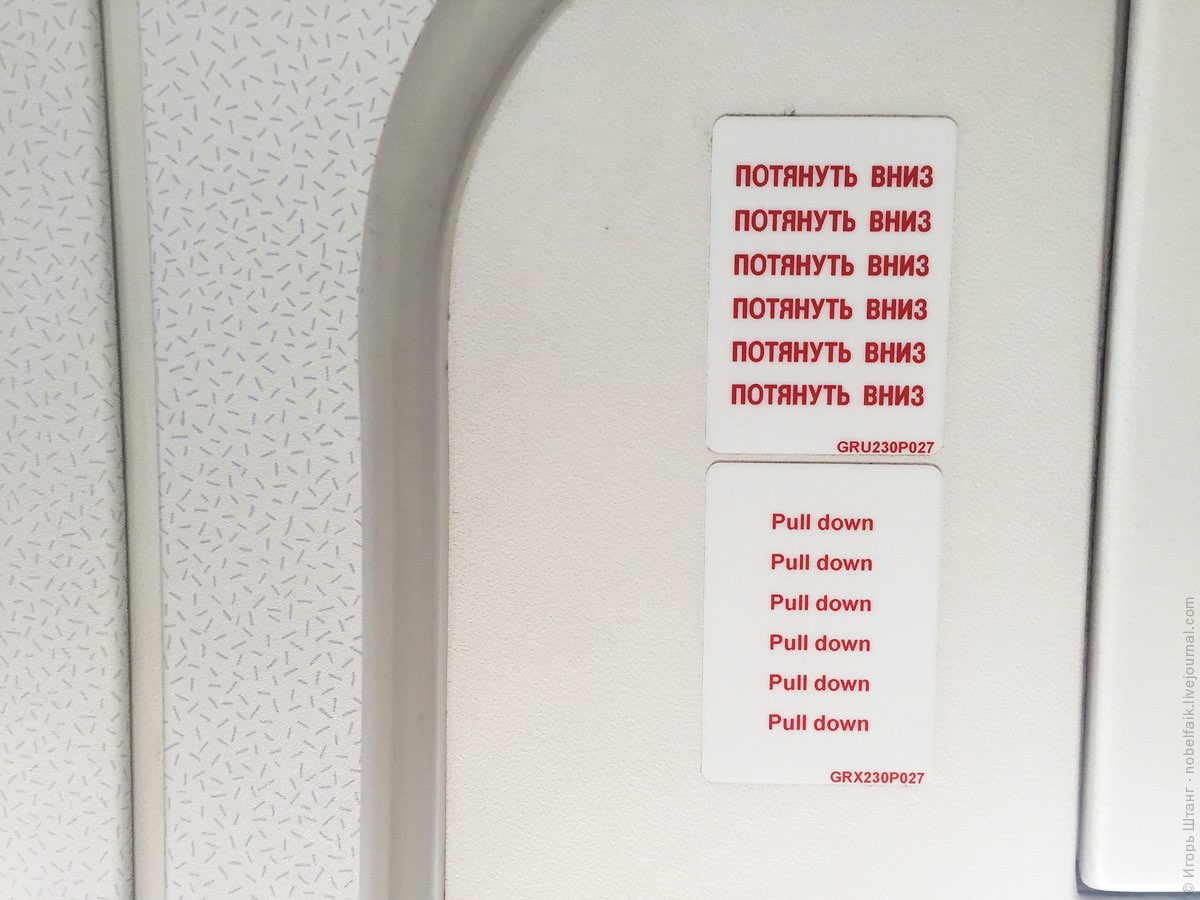 ПОТЯНУТЬ ВНИЗ
ПОТЯНУТЬ ВНИЗ
ПОТЯНУТЬ ВНИЗ
ПОТЯНУТЬ ВНИЗ
ПОТЯНУТЬ ВНИЗ
ПОТЯНУТЬ ВНИЗ
GRU230P027
Pull down
Pull down
Pull down
Pull down
Pull down
Pull down
GRX230P027
© Игорь Штанг · nobelfaik.livejournal.com